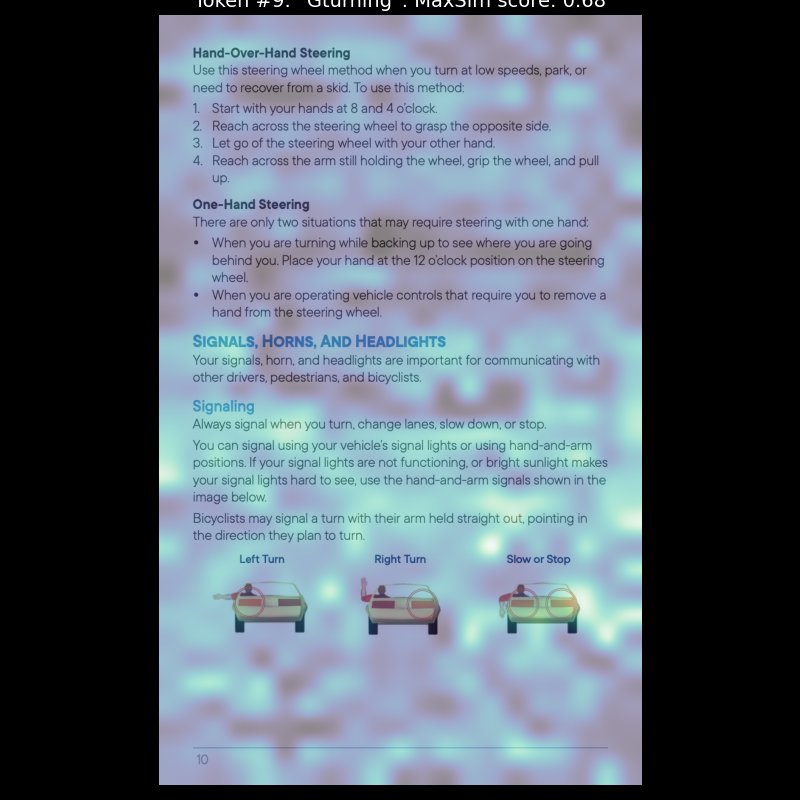 Token #9: "Ġturning". MaxSim score: 0.68
Hand-Over-Hand Steering
Use this steering wheel method when you turn at low speeds, park, or
need to recover from a skid. To use this method:
1. Start with your hands at 8 and 4 o'clock.
2. Reach across the steering wheel to grasp the opposite side.
3. Let go of the steering wheel with your other hand.
4. Reach across the arm still holding the wheel, grip the wheel, and pull
up.
One-Hand Steering
There are only two situations that may require steering with one hand:
• When you are turning while backing up to see where you are going
behind you. Place your hand at the 12 o'clock position on the steering
wheel.
• When you are operating vehicle controls that require you to remove a
hand from the steering wheel.
SIGNALS, HORNS, AND HEADLIGHTS
Your signals, horn, and headlights are important for communicating with
other drivers, pedestrians, and bicyclists.
Signaling
Always signal when you turn, change lanes, slow down, or stop.
You can signal using your vehicle's signal lights or using hand-and-arm
positions. If your signal lights are not functioning, or bright sunlight makes
your signal lights hard to see, use the hand-and-arm signals shown in the
image below.
Bicyclists may signal a turn with their arm held straight out, pointing in
the direction they plan to turn.
Left Turn Right Turn Slow or Stop
10